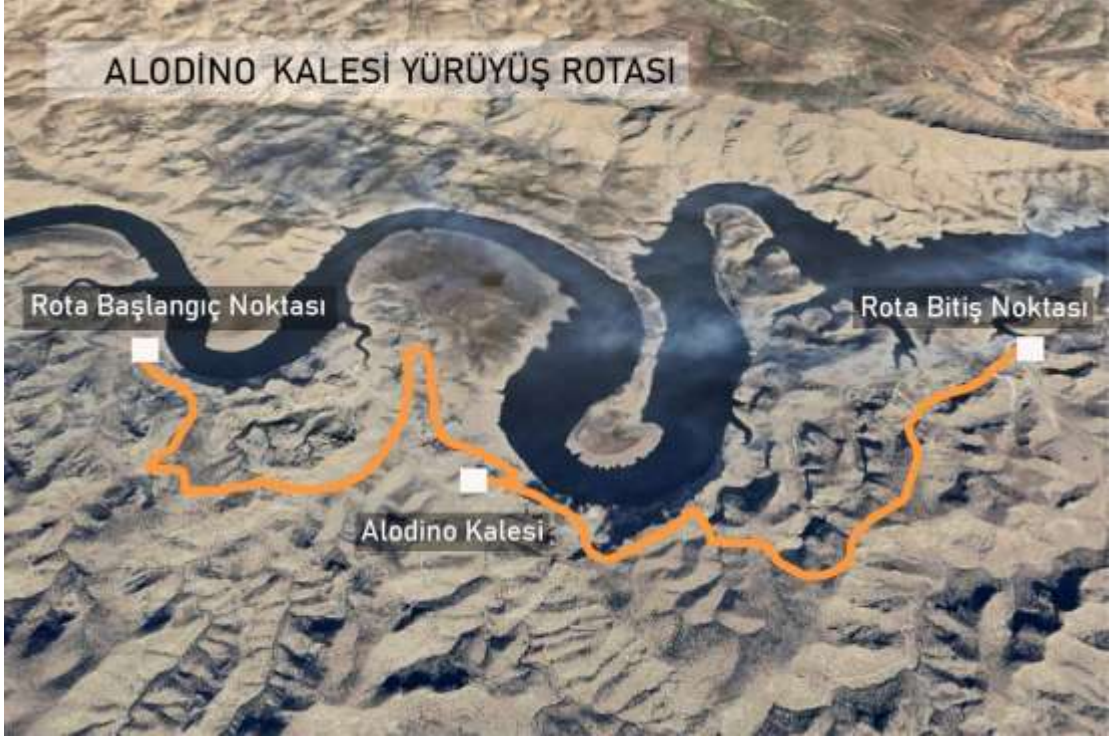 ALODİNO KALESİ YÜRÜYÜŞ ROTASI
Rota Başlangıç Noktası
Rota Bitiş Noktası
Alodino Kalesi